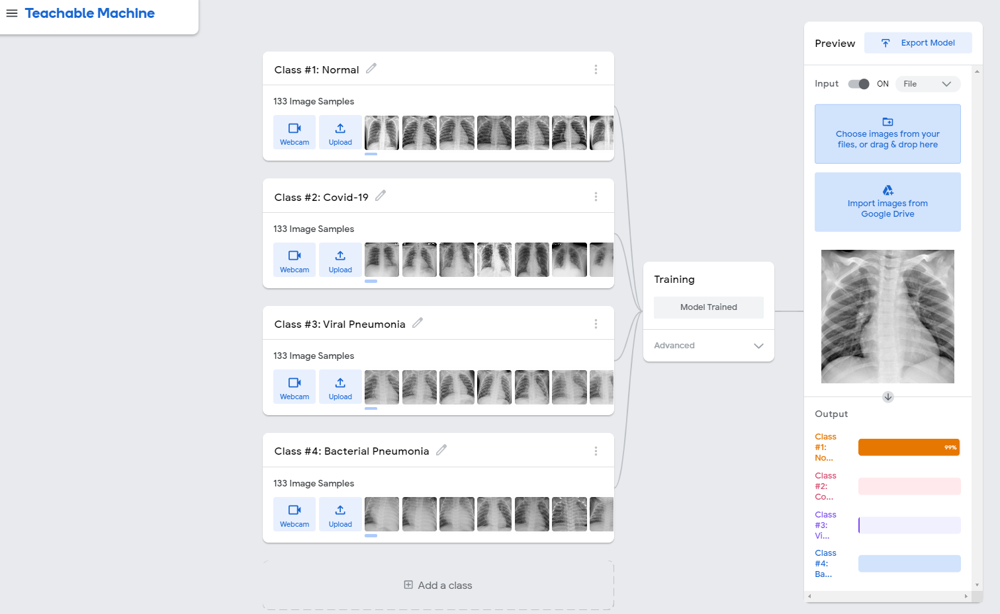 Teachable Machine
Class #1: Normal
133 Image Samples
Webcam
Upload
Class #2: Covid-19
133 Image Samples
Webcam
Upload
Class #3: Viral Pneumonia
133 Image Samples
Webcam
Upload
Class #4: Bacterial Pneumonia
133 Image Samples
Webcam
Upload
Add a class
Training
Model Trained
Advanced
Preview
Export Model
Input
ON
File
Choose images from your
files, or drag & drop here
Import images from
Google Drive
Output
Class
#1:
No...
99%
Class
#2:
Co...
Class
#3:
Vi...
Class
#4:
Ba...